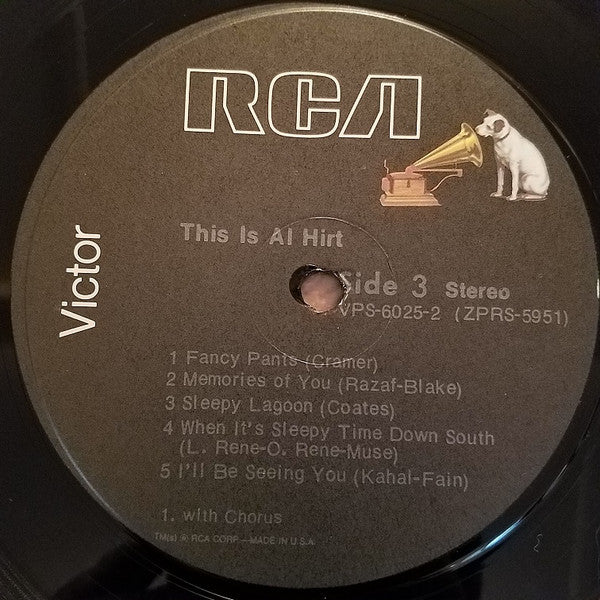 RCA
Victor
This Is Al Hirt
Side 3 Stereo
VPS-6025-2 (ZPRS-5951)
1 Fancy Pants (Cramer)
2 Memories of You (Razaf-Blake)
3 Sleepy Lagoon (Coates)
4 When It's Sleepy Time Down South
(L. Rene-O. Rene-Muse)
5 I'll Be Seeing You (Kahal-Fain)
1. with Chorus
TM(s) ® RCA CORP.—MADE IN U.S.A.